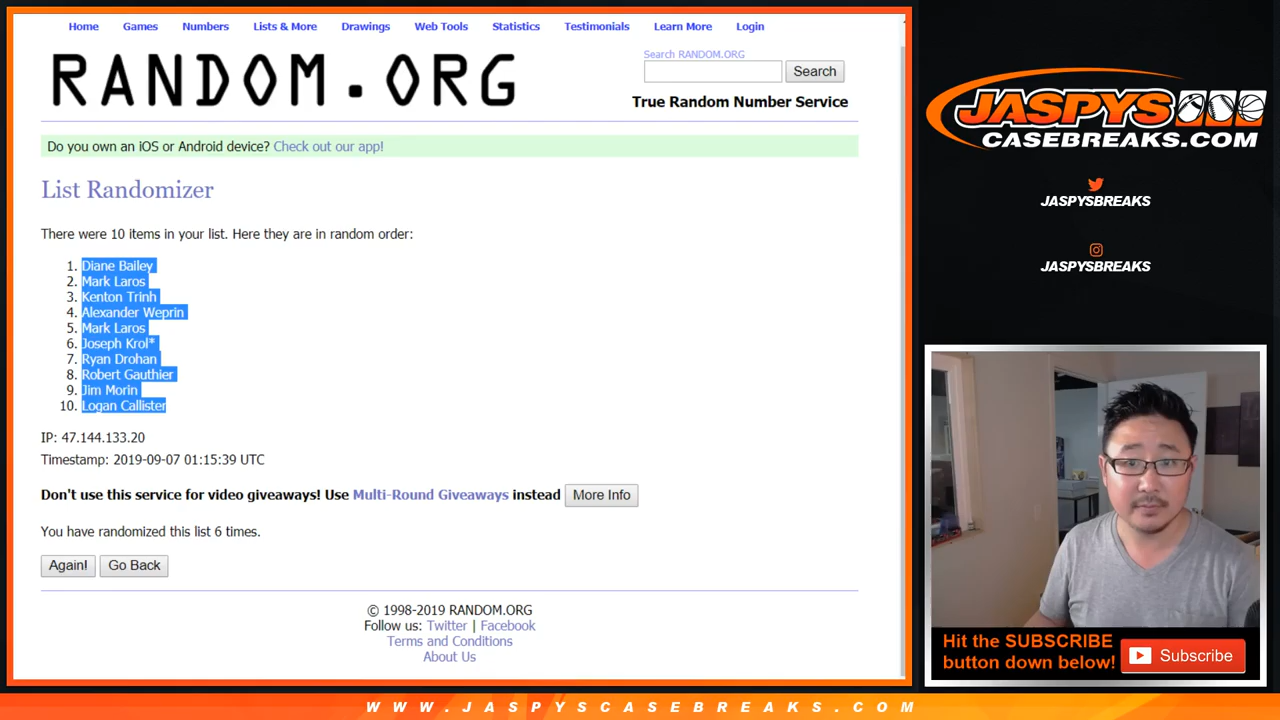 Home Games Numbers Lists & More Drawings Web Tools Statistics Testimonials Learn More Login
RANDOM.ORG
Search RANDOM.ORG
Search
True Random Number Service
Do you own an iOS or Android device? Check out our app!
List Randomizer
There were 10 items in your list. Here they are in random order:
1. Diane Bailey
2. Mark Laros
3. Kenton Trinh
4. Alexander Weprin
5. Mark Laros
6. Joseph Krol*
7. Ryan Drohan
8. Robert Gauthier
9. Jim Morin
10. Logan Callister
IP: 47.144.133.20
Timestamp: 2019-09-07 01:15:39 UTC
Don't use this service for video giveaways! Use Multi-Round Giveaways instead More Info
You have randomized this list 6 times.
Again! Go Back
© 1998-2019 RANDOM.ORG
Follow us: Twitter | Facebook
Terms and Conditions
About Us
JASPYS
CASEBREAKS.COM
JASPYSBREAKS
JASPYSBREAKS
Hit the SUBSCRIBE
button down below!
Subscribe
WWW.JASPYSCASEBREAKS.COM